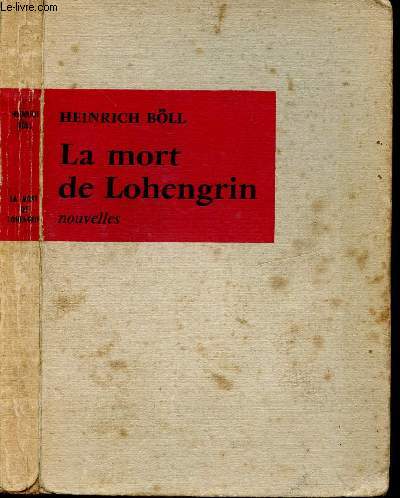 Le-livre.com
HEINRICH BÖLL
La mort
de Lohengrin
nouvelles